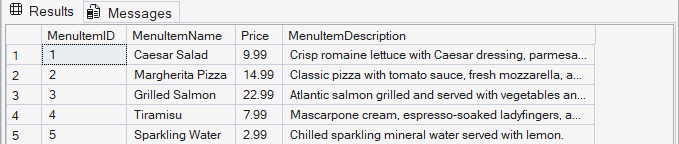 Results Messages
MenuItemID MenuItemName Price MenuItemDescription
1 1 Caesar Salad 9.99 Crisp romaine lettuce with Caesar dressing, parmesa...
2 2 Margherita Pizza 14.99 Classic pizza with tomato sauce, fresh mozzarella, a...
3 3 Grilled Salmon 22.99 Atlantic salmon grilled and served with vegetables an...
4 4 Tiramisu 7.99 Mascarpone cream, espresso-soaked ladyfingers, a...
5 5 Sparkling Water 2.99 Chilled sparkling mineral water served with lemon.